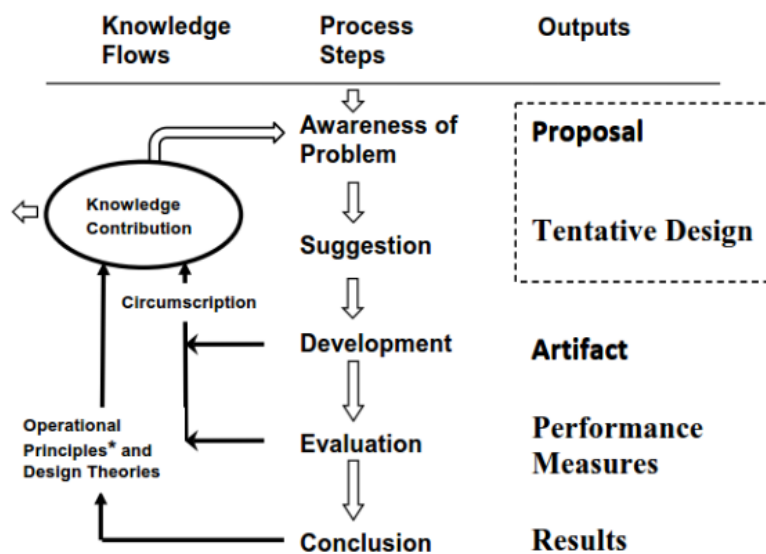 Knowledge
Flows
Process
Steps
Outputs
Awareness of
Problem
Proposal
Knowledge
Contribution
Suggestion
Tentative Design
Circumscription
Development
Artifact
Operational
Principles* and
Design Theories
Evaluation
Performance
Measures
Conclusion
Results